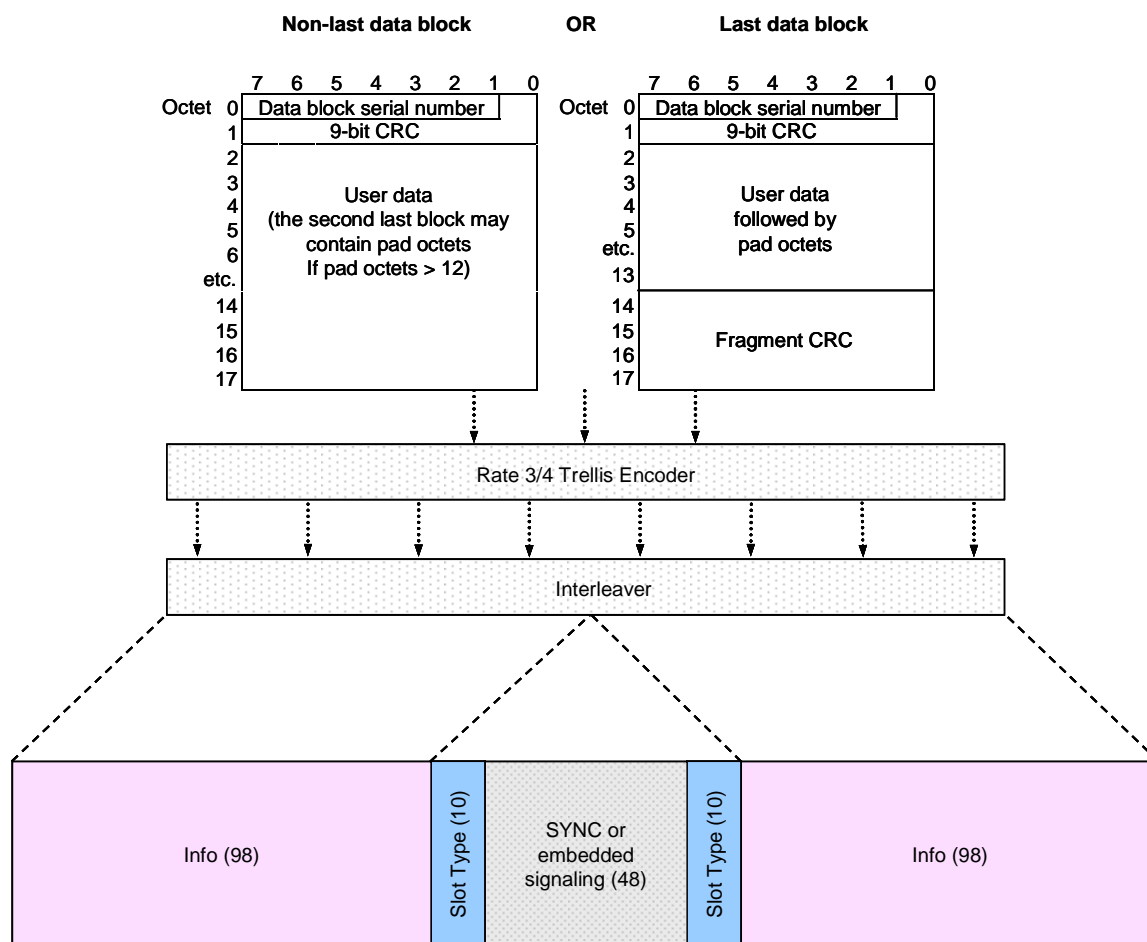 Non-last data block OR Last data block
7 6 5 4 3 2 1 0
Octet 0 Data block serial number
1 9-bit CRC
2
3
4
5
6
etc.
14
15
16
17
User data
(the second last block may
contain pad octets
If pad octets > 12)
7 6 5 4 3 2 1 0
Octet 0 Data block serial number
1 9-bit CRC
2
3
4
5
etc.
13
User data
followed by
pad octets
14
15
16
17
Fragment CRC
Rate 3/4 Trellis Encoder
Interleaver
Info (98)
Slot Type (10)
SYNC or
embedded
signaling (48)
Slot Type (10)
Info (98)